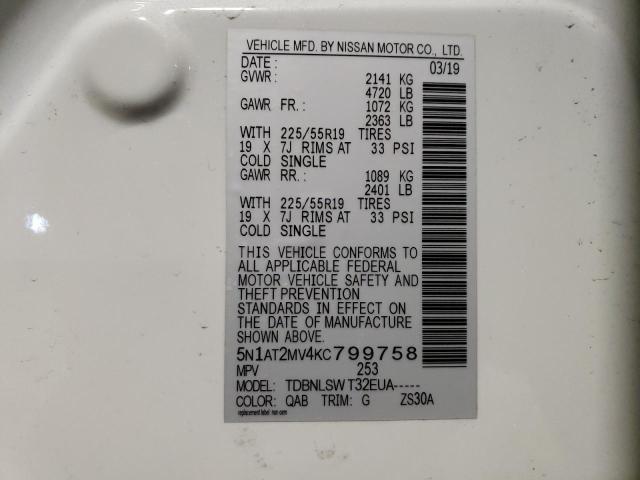 VEHICLE MFD. BY NISSAN MOTOR CO., LTD.
DATE : 03/19
GVWR: 2141 KG
4720 LB
GAWR FR: 1072 KG
2363 LB
WITH 225/55R19 TIRES
19 X 7J RIMS AT 33 PSI
COLD SINGLE
GAWR RR: 1089 KG
2401 LB
WITH 225/55R19 TIRES
19 X 7J RIMS AT 33 PSI
COLD SINGLE
THIS VEHICLE CONFORMS TO
ALL APPLICABLE FEDERAL
MOTOR VEHICLE SAFETY AND
THEFT PREVENTION
STANDARDS IN EFFECT ON
THE DATE OF MANUFACTURE
SHOWN ABOVE.
5N1AT2MV4KC799758
MPV 253
MODEL: TDBNLSW T32EUA-----
COLOR: QAB TRIM: G ZS30A
replacement label non oem